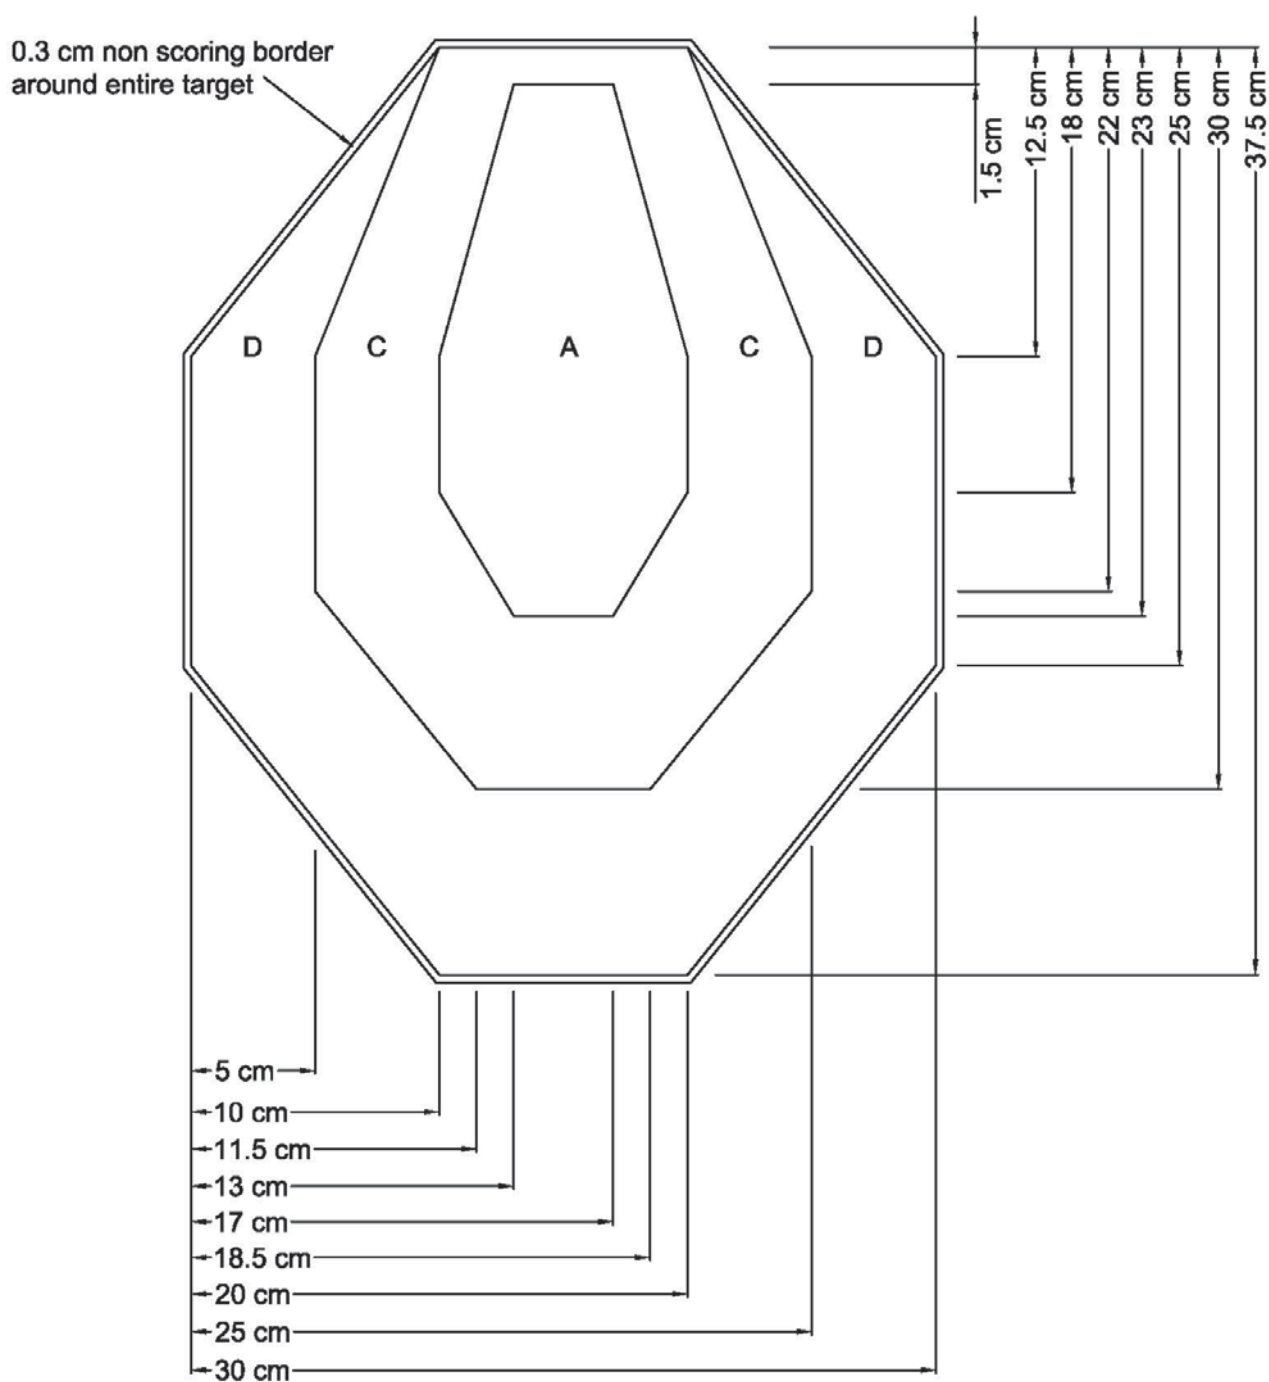 0.3 cm non scoring border
around entire target
1.5 cm
12.5 cm
18 cm
22 cm
23 cm
25 cm
30 cm
37.5 cm
D
C
A
C
D
5 cm
10 cm
11.5 cm
13 cm
17 cm
18.5 cm
20 cm
25 cm
30 cm